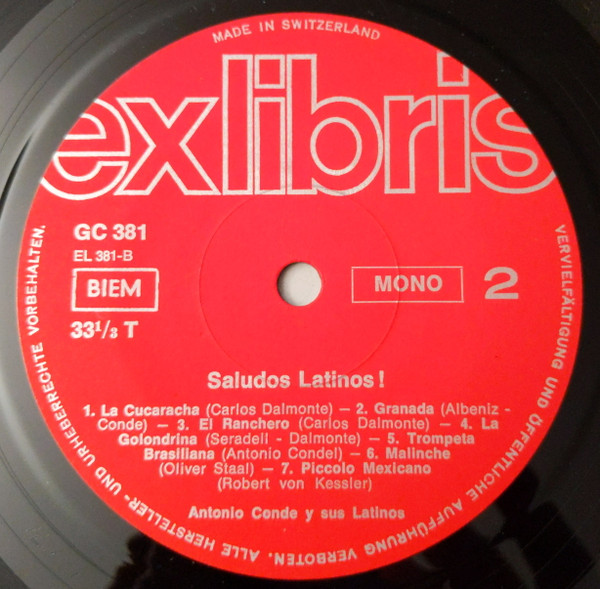 MADE IN SWITZERLAND
exlibris
GC 381
EL 381-B
BIEM
33¹/₃ T
MONO
2
Saludos Latinos!
1. La Cucaracha (Carlos Dalmonte) – 2. Granada (Albeniz -
Conde) – 3. El Ranchero (Carlos Dalmonte) – 4. La
Golondrina (Seradell - Dalmonte) – 5. Trompeta
Brasiliana (Antonio Condel) – 6. Malinche
(Oliver Staal) – 7. Piccolo Mexicano
(Robert von Kessler)
Antonio Conde y sus Latinos
ALLE HERSTELLER- UND URHEBERRECHTE VORBEHALTEN.
VERVIELFÄLTIGUNG UND ÖFFENTLICHE AUFFÜHRUNG VERBOTEN.